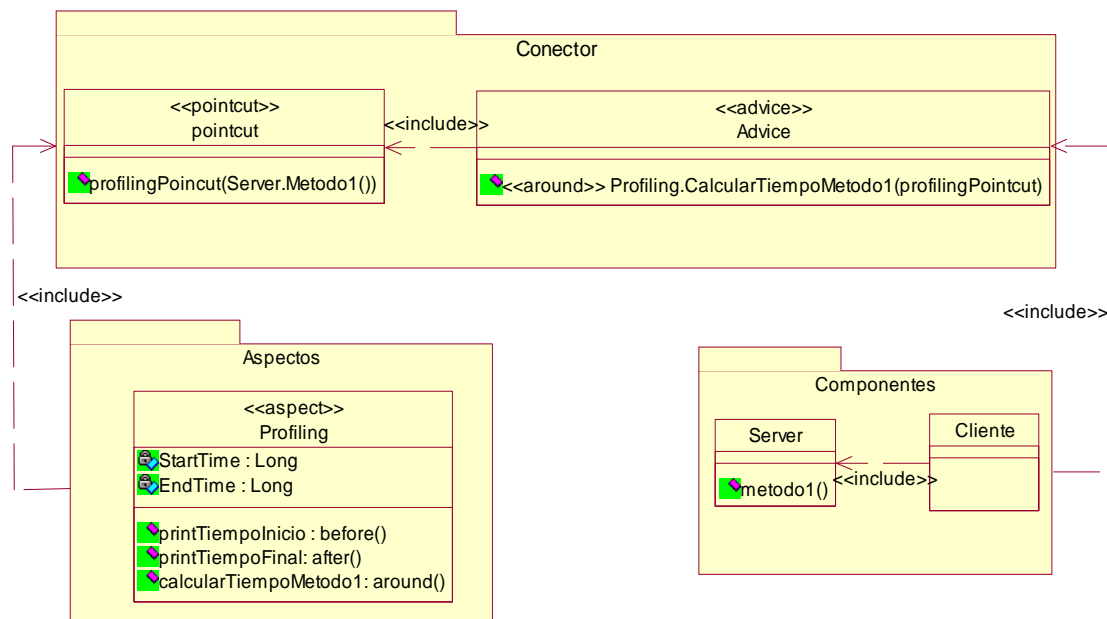 Conector
<<pointcut>>
pointcut
profilingPoincut(Server.Metodo1())
<<include>>
<<advice>>
Advice
<<around>> Profiling.CalcularTiempoMetodo1(profilingPointcut)
<<include>>
<<include>>
Aspectos
<<aspect>>
Profiling
StartTime : Long
EndTime : Long
printTiempoInicio : before()
printTiempoFinal: after()
calcularTiempoMetodo1: around()
Componentes
Server
metodo1()
<<include>>
Cliente